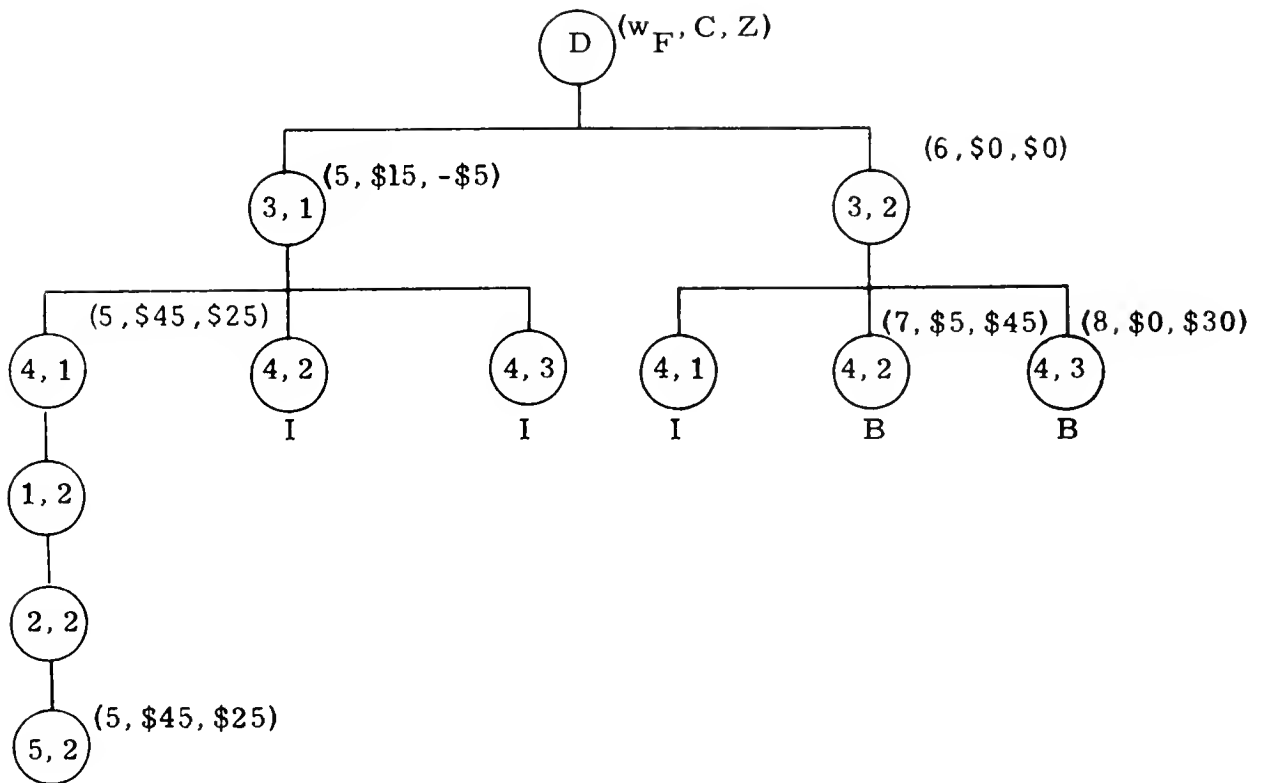 D (w_F, C, Z)
(6, $0, $0)
3, 1 (5, $15, -$5)
3, 2
(5, $45, $25)
(7, $5, $45) (8, $0, $30)
4, 1 4, 2 4, 3 4, 1 4, 2 4, 3
I I I B B
1, 2
2, 2
(5, $45, $25)
5, 2